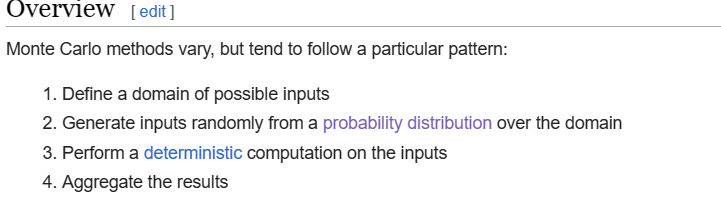 Overview [ edit ]
Monte Carlo methods vary, but tend to follow a particular pattern:
1. Define a domain of possible inputs
2. Generate inputs randomly from a probability distribution over the domain
3. Perform a deterministic computation on the inputs
4. Aggregate the results